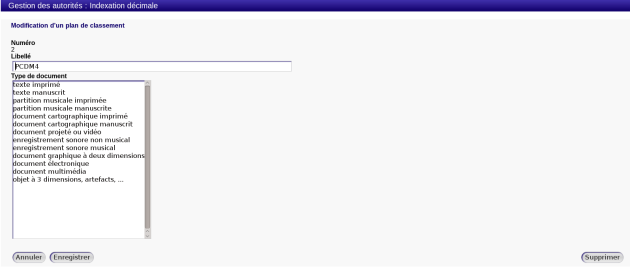 Gestion des autorités : Indexation décimale
Modification d'un plan de classement
Numéro
2
Libellé
PCDM4
Type de document
texte imprimé
texte manuscrit
partition musicale imprimée
partition musicale manuscrite
document cartographique imprimé
document cartographique manuscrit
document projeté ou vidéo
enregistrement sonore non musical
enregistrement sonore musical
document graphique à deux dimensions
document électronique
document multimédia
objet à 3 dimensions, artefacts, ...
Annuler Enregistrer Supprimer